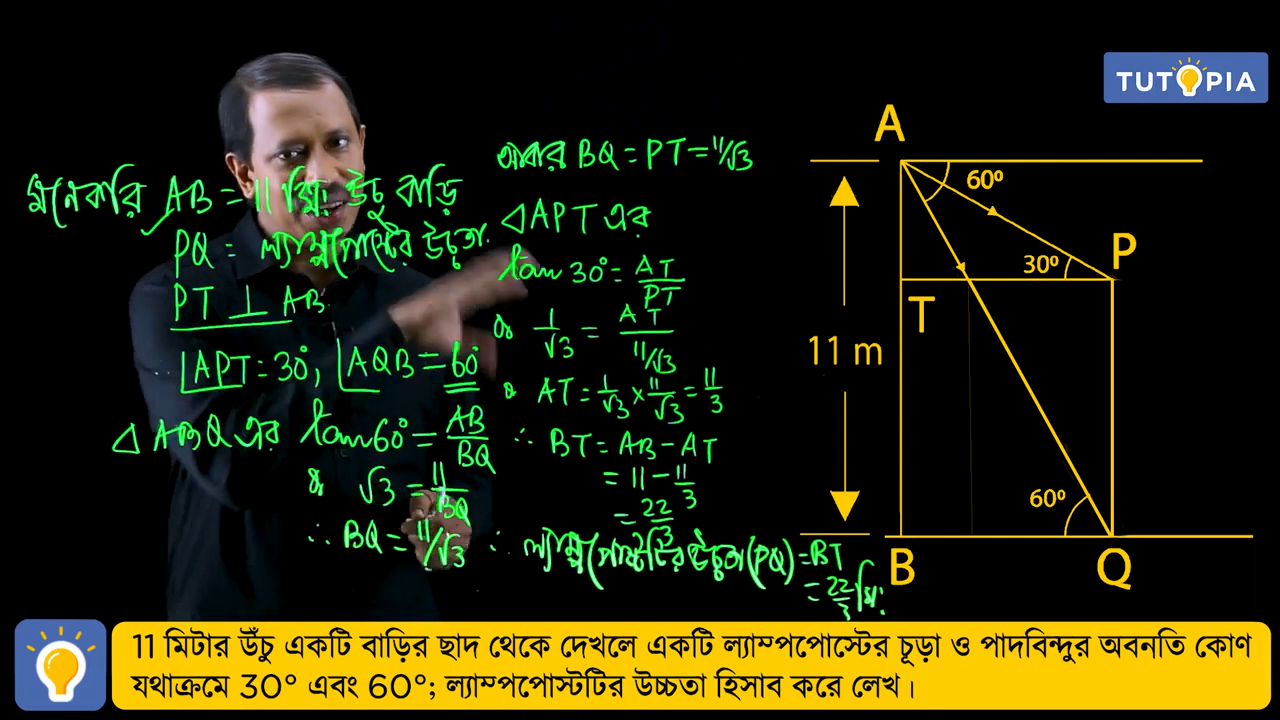 TUTOPIA
মনেকরি AB = 11 মি: উঁচু বাড়ি
PQ = ল্যাম্পপোস্টের উচ্চতা.
PT ⊥ AB
∠APT = 30°, ∠AQB = 60°
△ ABQ এর tan 60° = AB/BQ
বা √3 = 11/BQ
∴ BQ = 11/√3
আবার BQ = PT = 11/√3
△APT এর
tan 30° = AT/PT
বা 1/√3 = AT/11/√3
বা AT = 1/√3 × 11/√3 = 11/3
∴ BT = AB - AT
= 11 - 11/3
= 22/3
∴ ল্যাম্পপোস্টটির উচ্চতা (PQ) = BT
= 22/3 মি:
A
60°
30°
P
T
11 m
60°
B
Q
11 মিটার উঁচু একটি বাড়ির ছাদ থেকে দেখলে একটি ল্যাম্পপোস্টের চূড়া ও পাদবিন্দুর অবনতি কোণ
যথাক্রমে 30° এবং 60°; ল্যাম্পপোস্টটির উচ্চতা হিসাব করে লেখ।